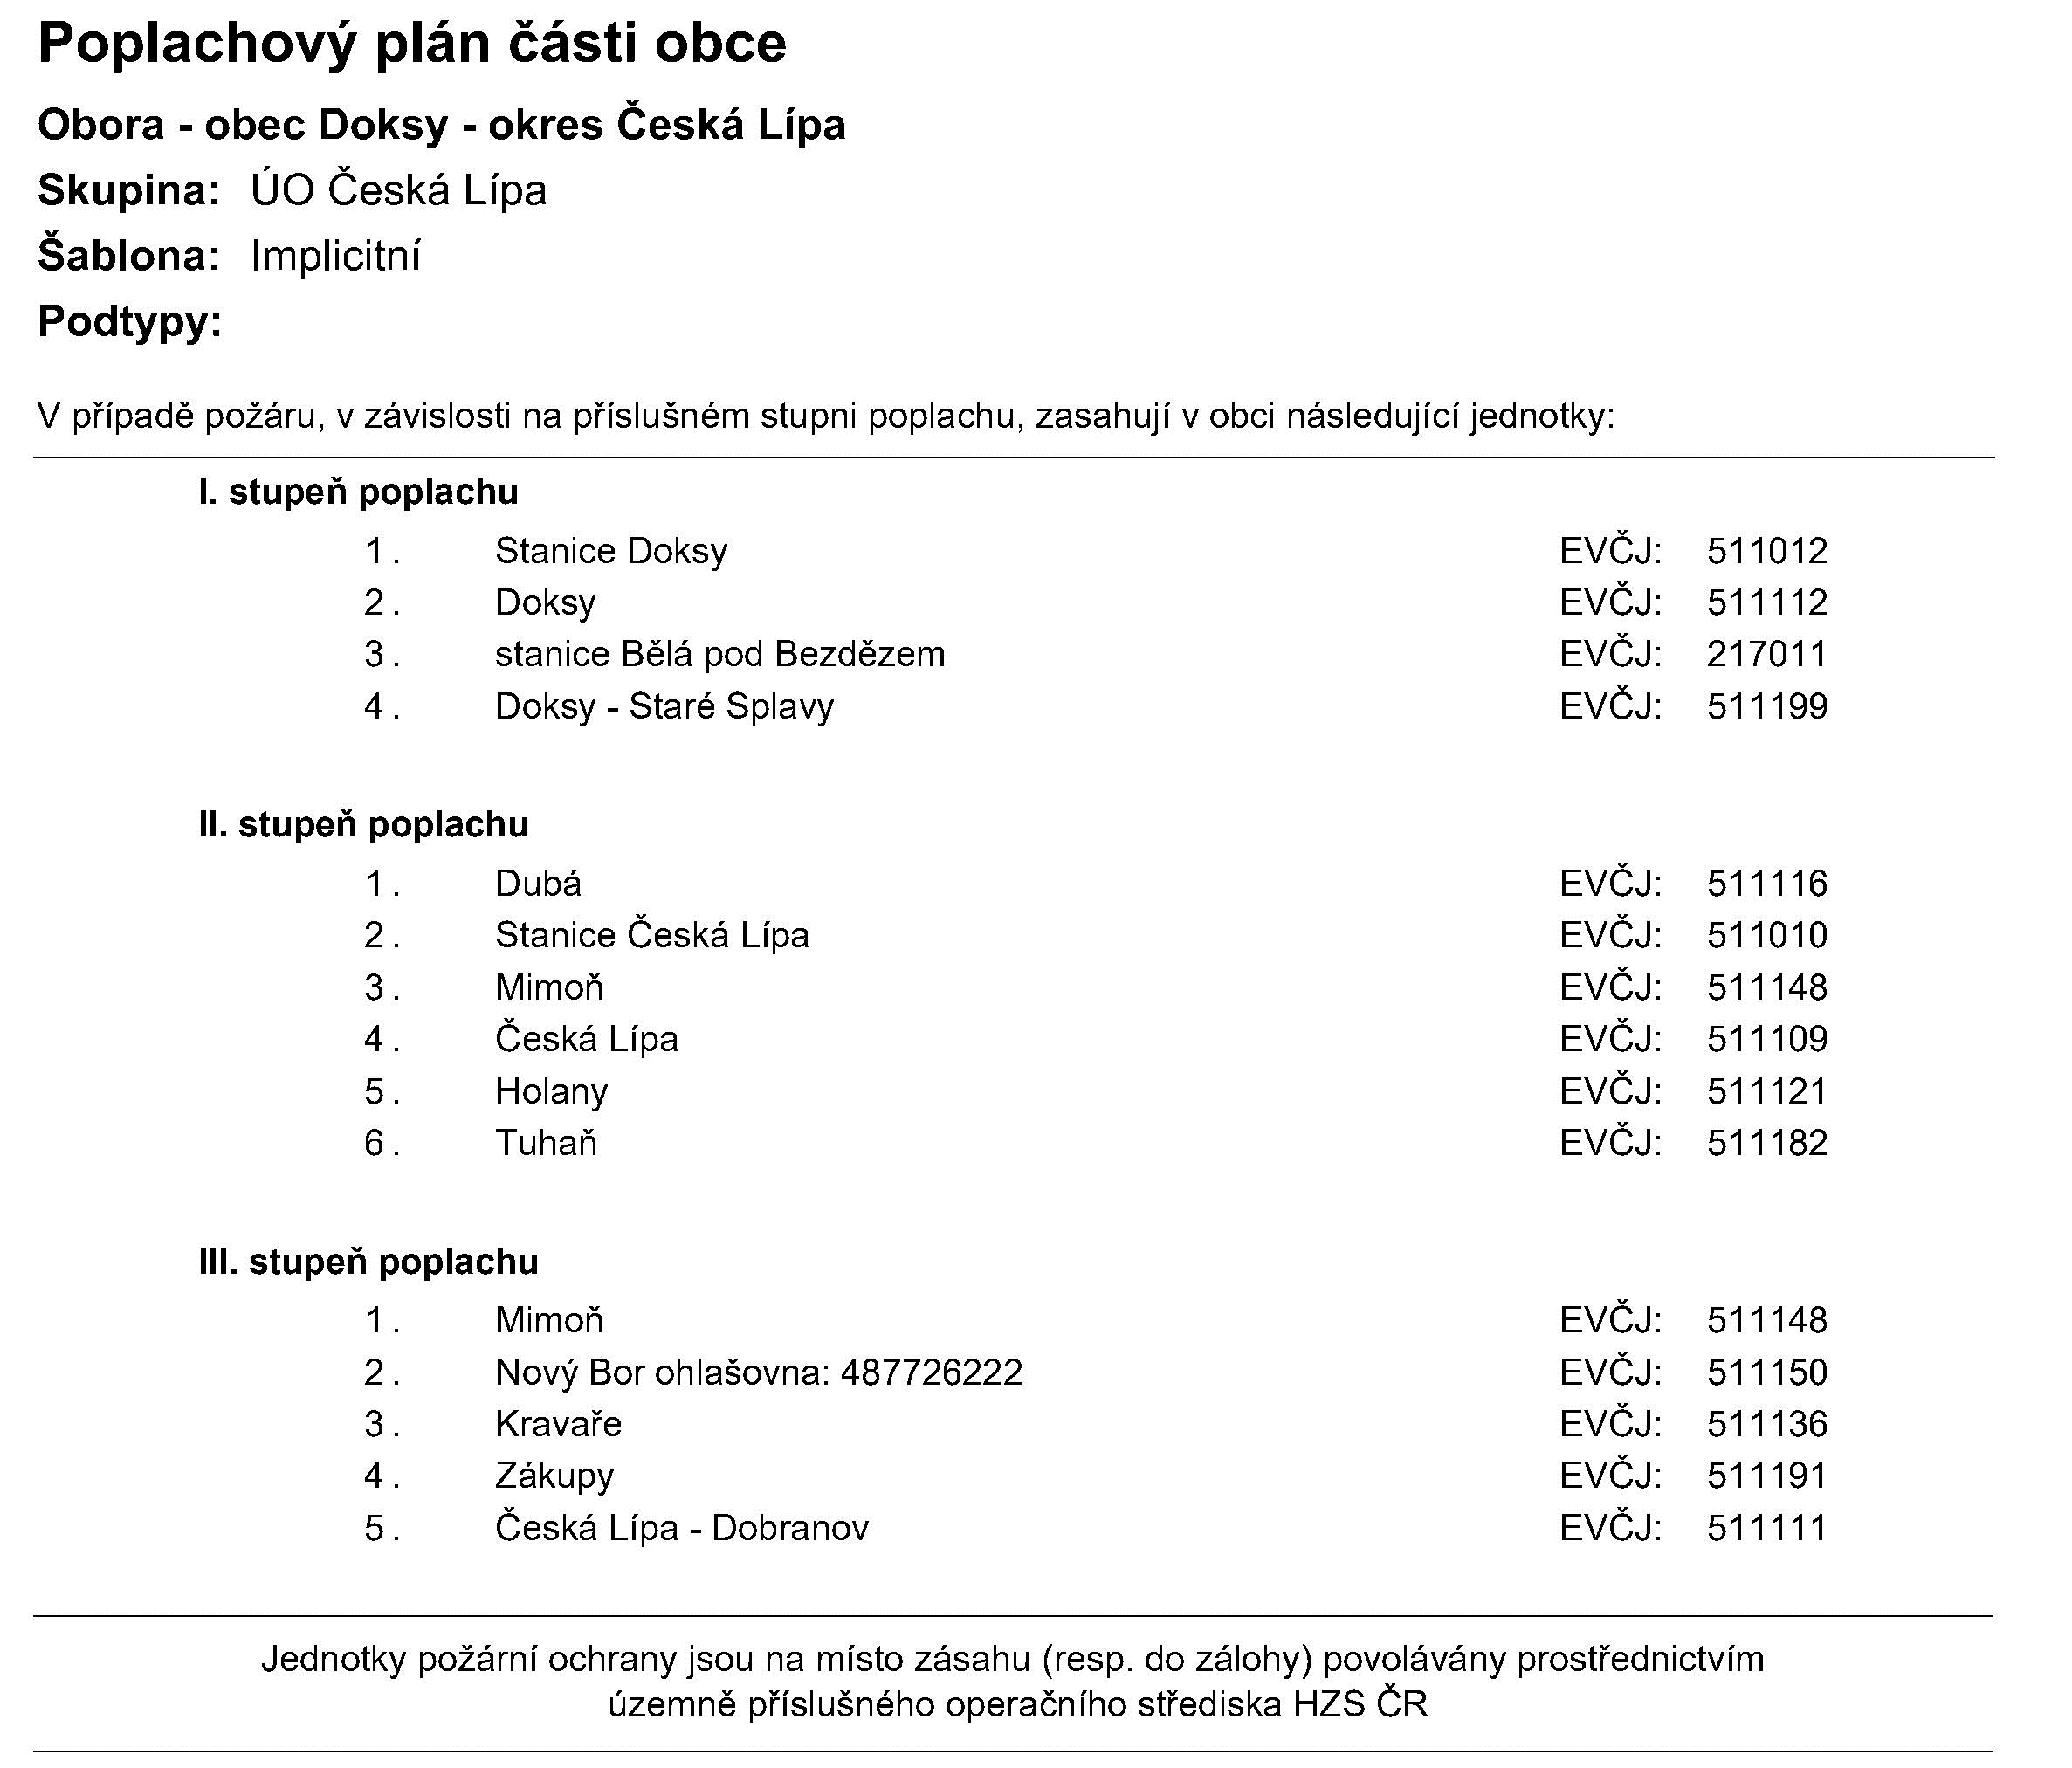 Poplachový plán části obce
Obora - obec Doksy - okres Česká Lípa
Skupina: ÚO Česká Lípa
Šablona: Implicitní
Podtypy:
V případě požáru, v závislosti na příslušném stupni poplachu, zasahují v obci následující jednotky:
I. stupeň poplachu
1. Stanice Doksy EVČJ: 511012
2. Doksy EVČJ: 511112
3. stanice Bělá pod Bezdězem EVČJ: 217011
4. Doksy - Staré Splavy EVČJ: 511199
II. stupeň poplachu
1. Dubá EVČJ: 511116
2. Stanice Česká Lípa EVČJ: 511010
3. Mimoň EVČJ: 511148
4. Česká Lípa EVČJ: 511109
5. Holany EVČJ: 511121
6. Tuhaň EVČJ: 511182
III. stupeň poplachu
1. Mimoň EVČJ: 511148
2. Nový Bor ohlašovna: 487726222 EVČJ: 511150
3. Kravaře EVČJ: 511136
4. Zákupy EVČJ: 511191
5. Česká Lípa - Dobranov EVČJ: 511111
Jednotky požární ochrany jsou na místo zásahu (resp. do zálohy) povolávány prostřednictvím
územně příslušného operačního střediska HZS ČR